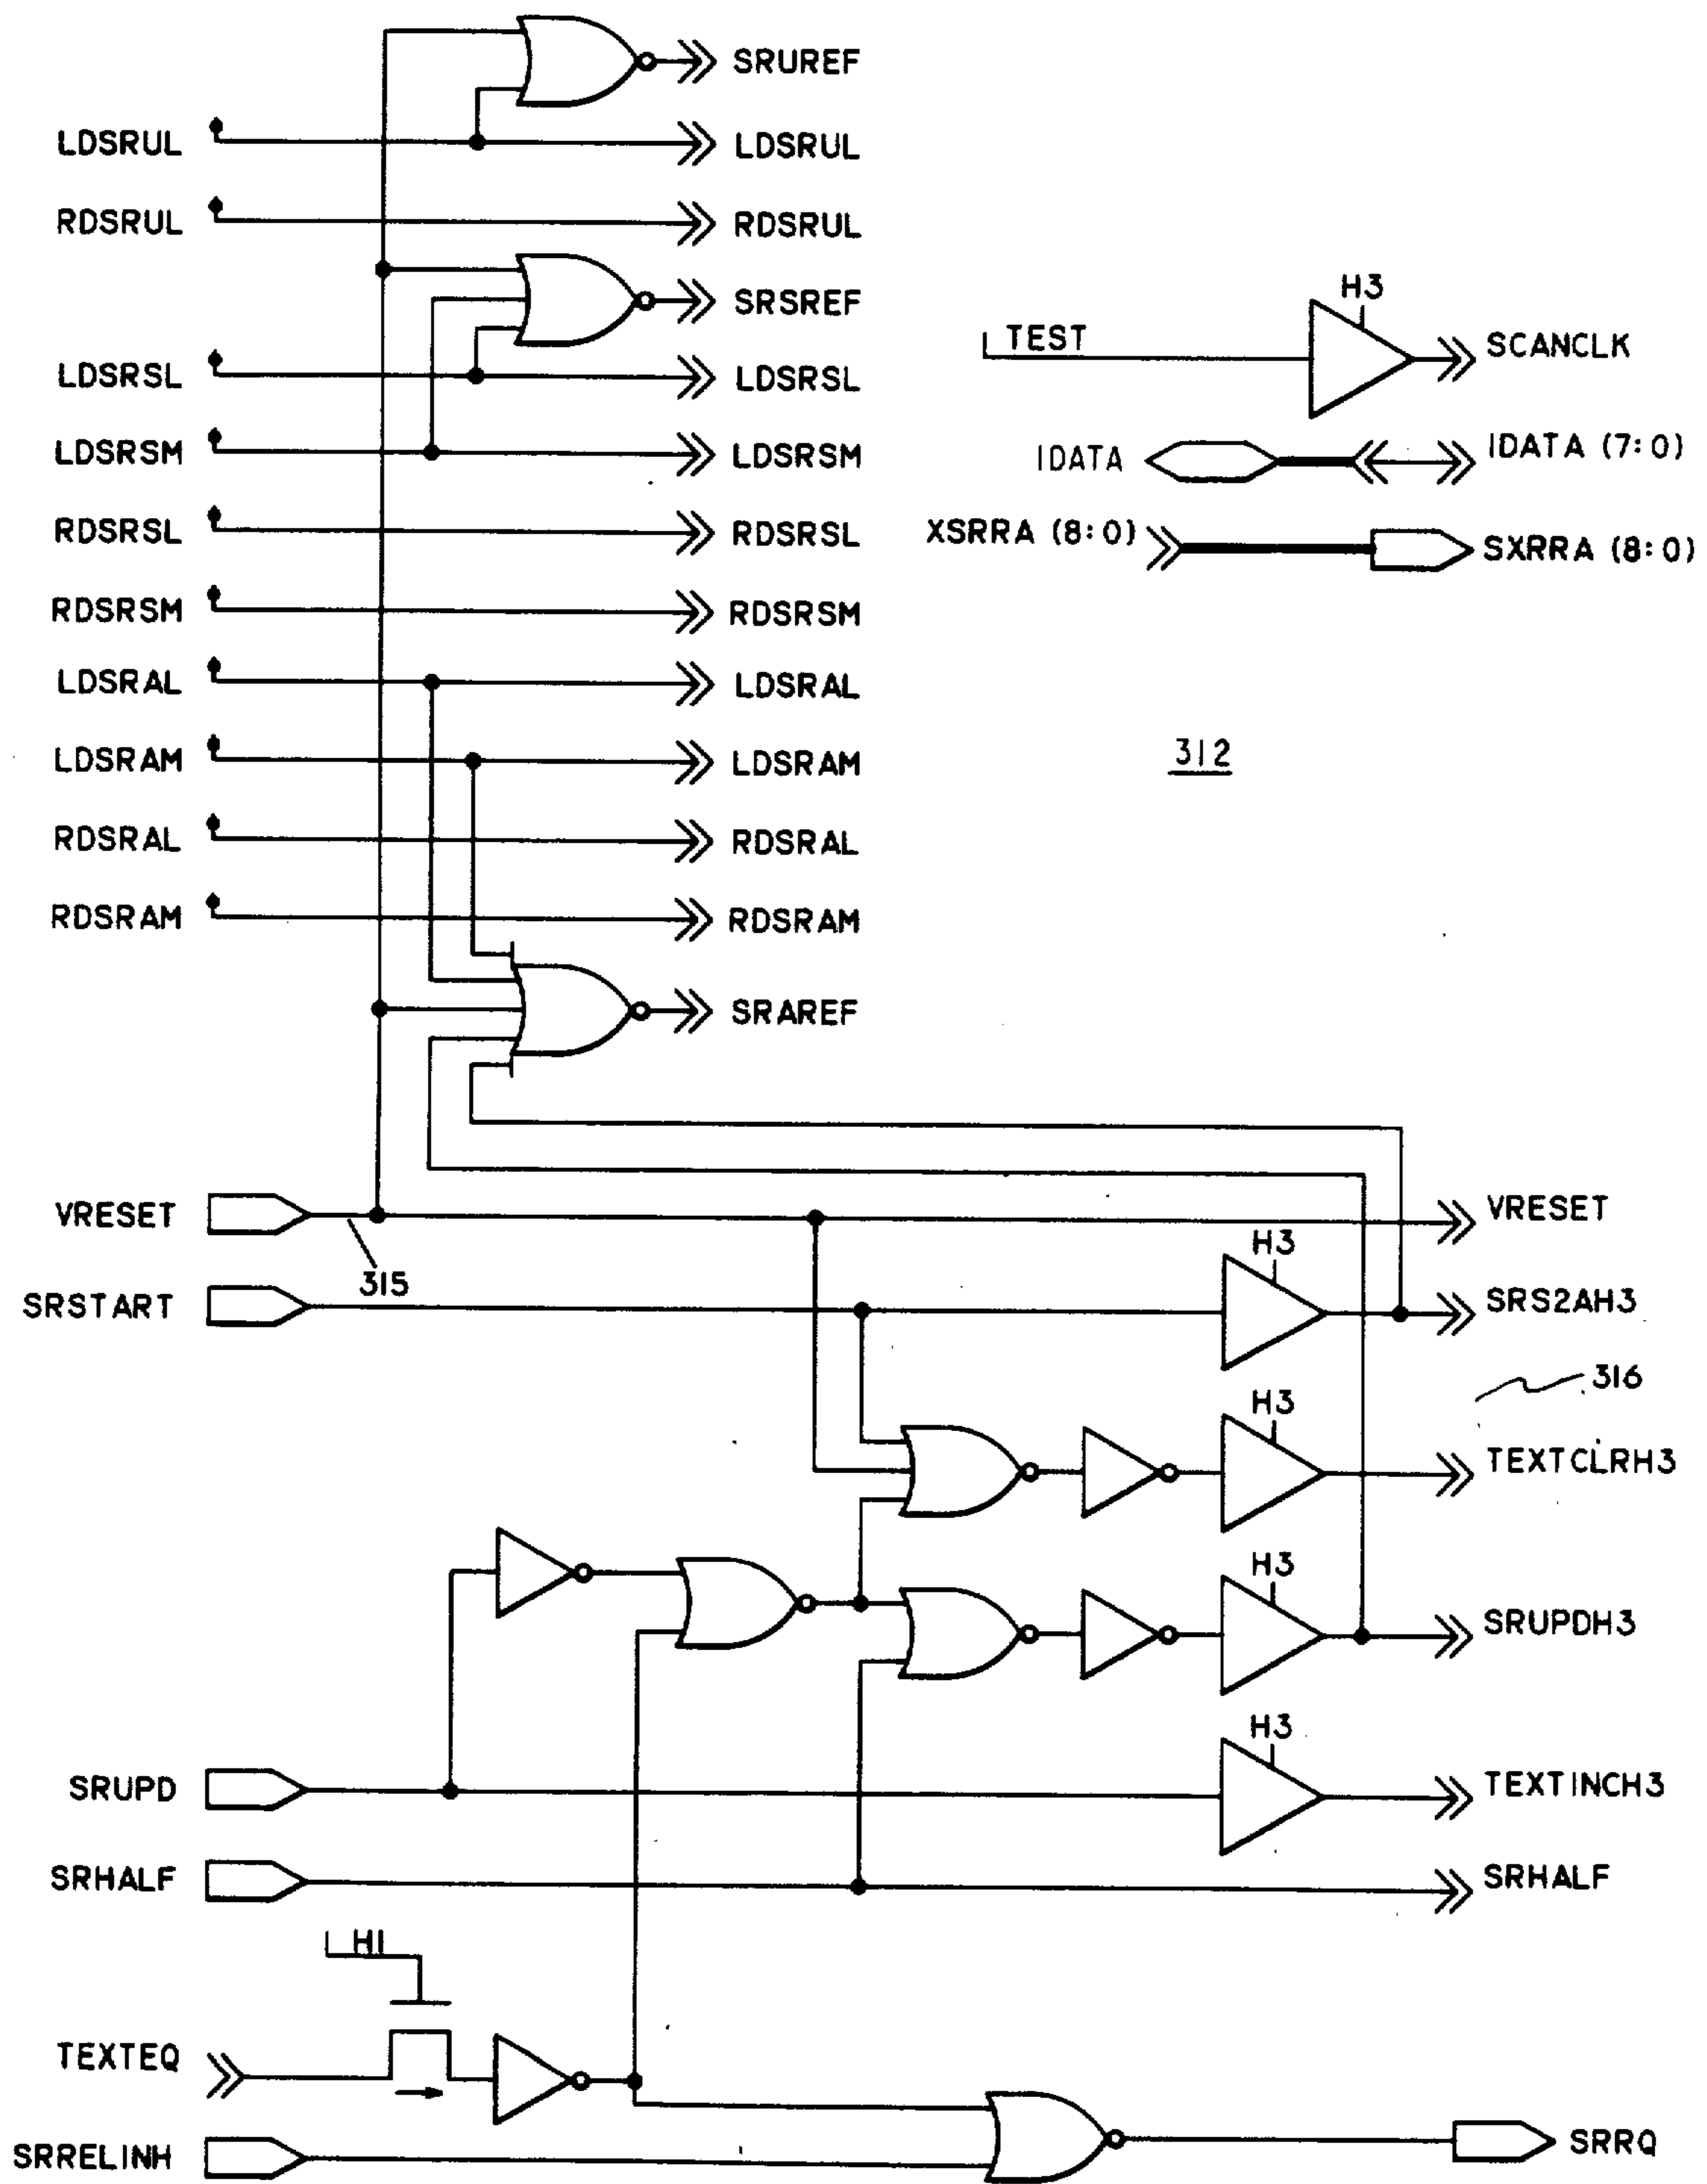 SRUREF
LDSRUL LDSRUL
RDSRUL RDSRUL
SRSREF
H3
TEST SCANCLK
LDSRSL LDSRSL
LDSRSM LDSRSM
IDATA IDATA (7:0)
RDSRSL RDSRSL
XSRRA (8:0) SXRRA (8:0)
RDSRSM RDSRSM
LDSRAL LDSRAL
LDSRAM LDSRAM
312
RDSRAL RDSRAL
RDSRAM RDSRAM
SRAREF
VRESET VRESET
315
H3
SRSTART SRS2AH3
316
H3
TEXTCLRH3
H3
SRUPDH3
H3
SRUPD TEXTINCH3
SRHALF SRHALF
H1
TEXTEQ
SRRELINH SRRQ